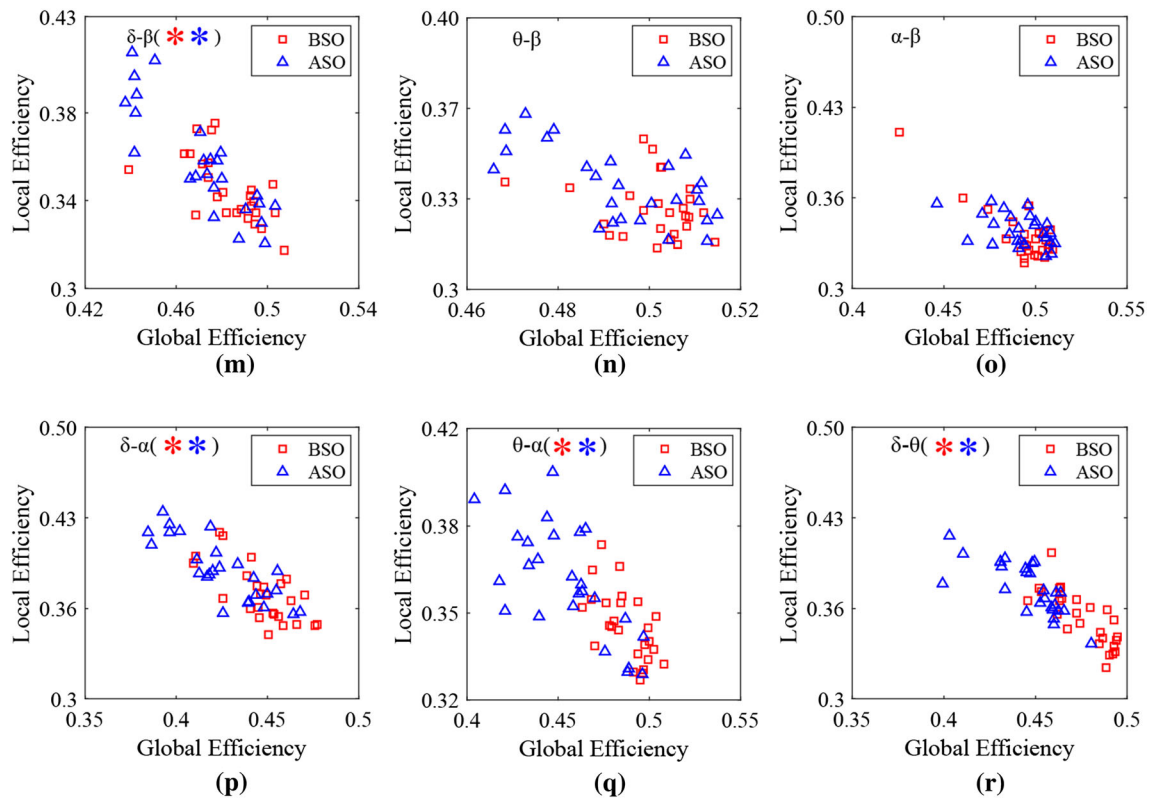 0.43
0.38
0.34
0.3
0.42
0.46
0.5
0.54
Local Efficiency
Global Efficiency
δ-β( * * )
BSO
ASO
(m)
0.40
0.37
0.33
0.3
0.46
0.48
0.5
0.52
Local Efficiency
Global Efficiency
θ-β
BSO
ASO
(n)
0.50
0.43
0.36
0.3
0.4
0.45
0.5
0.55
Local Efficiency
Global Efficiency
α-β
BSO
ASO
(o)
0.50
0.43
0.36
0.3
0.35
0.4
0.45
0.5
Local Efficiency
Global Efficiency
δ-α( * * )
BSO
ASO
(p)
0.42
0.38
0.35
0.32
0.4
0.45
0.5
0.55
Local Efficiency
Global Efficiency
θ-α( * * )
BSO
ASO
(q)
0.50
0.43
0.36
0.3
0.35
0.4
0.45
0.5
Local Efficiency
Global Efficiency
δ-θ( * * )
BSO
ASO
(r)